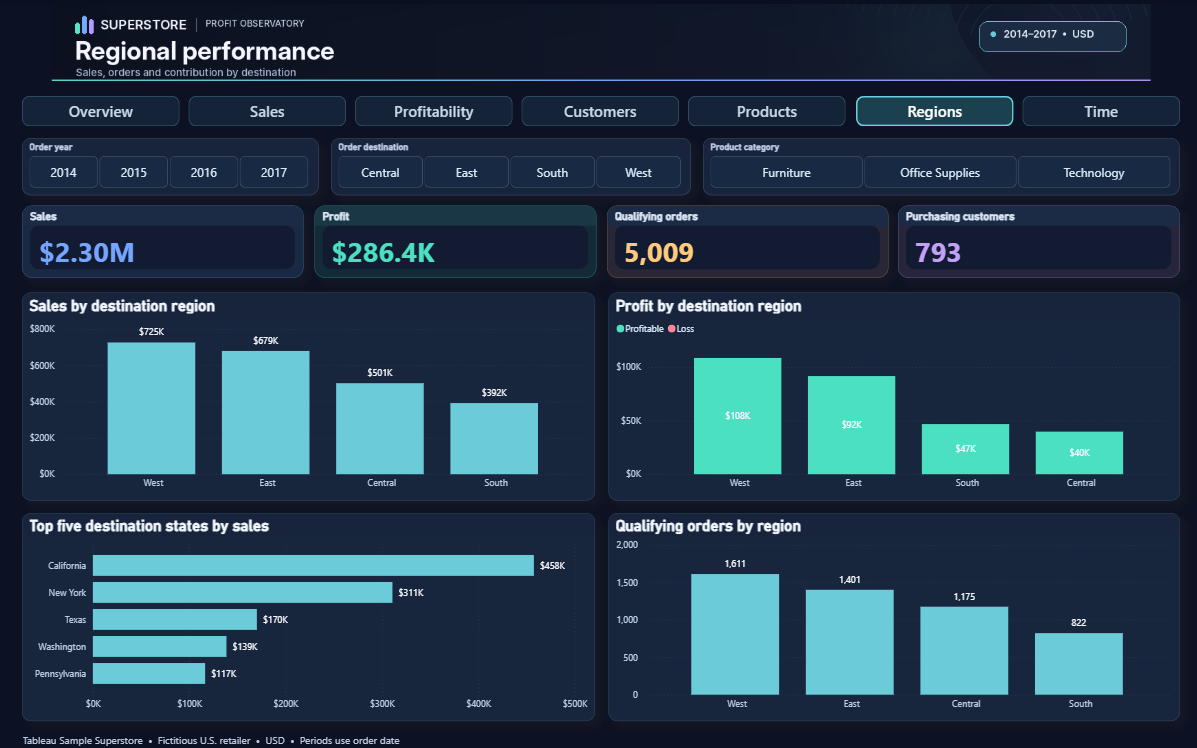 SUPERSTORE | PROFIT OBSERVATORY
Regional performance
Sales, orders and contribution by destination
2014–2017 • USD
Overview
Sales
Profitability
Customers
Products
Regions
Time
Order year
2014
2015
2016
2017
Order destination
Central
East
South
West
Product category
Furniture
Office Supplies
Technology
Sales
$2.30M
Profit
$286.4K
Qualifying orders
5,009
Purchasing customers
793
Sales by destination region
$800K
$600K
$400K
$200K
$0K
$725K
$679K
$501K
$392K
West
East
Central
South
Profit by destination region
Profitable
Loss
$100K
$50K
$0K
$108K
$92K
$47K
$40K
West
East
South
Central
Top five destination states by sales
California
$458K
New York
$311K
Texas
$170K
Washington
$139K
Pennsylvania
$117K
$0K
$100K
$200K
$300K
$400K
$500K
Qualifying orders by region
2,000
1,500
1,000
500
0
1,611
1,401
1,175
822
West
East
Central
South
Tableau Sample Superstore • Fictitious U.S. retailer • USD • Periods use order date